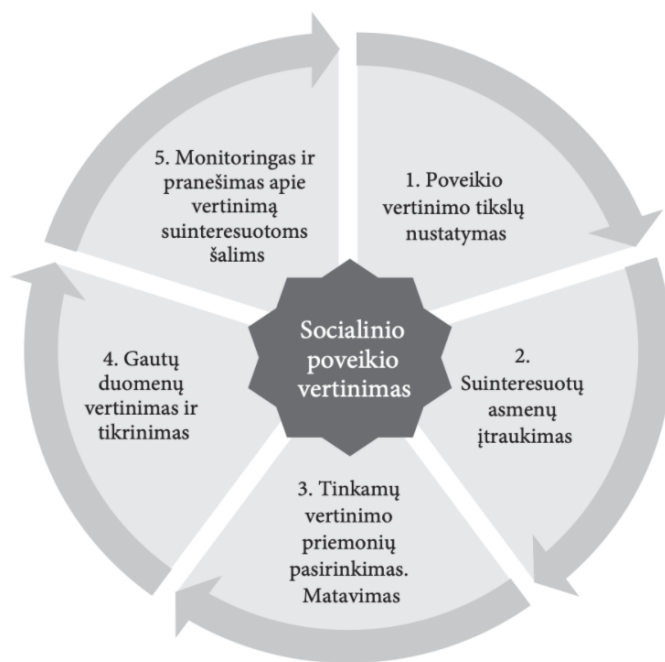 Socialinio
poveikio
vertinimas
1. Poveikio
vertinimo tikslų
nustatymas
2.
Suinteresuotų
asmenų
įtraukimas
3. Tinkamų
vertinimo
priemonių
pasirinkimas.
Matavimas
4. Gautų
duomenų
vertinimas ir
tikrinimas
5. Monitoringas ir
pranešimas apie
vertinimą
suinteresuotoms
šalims